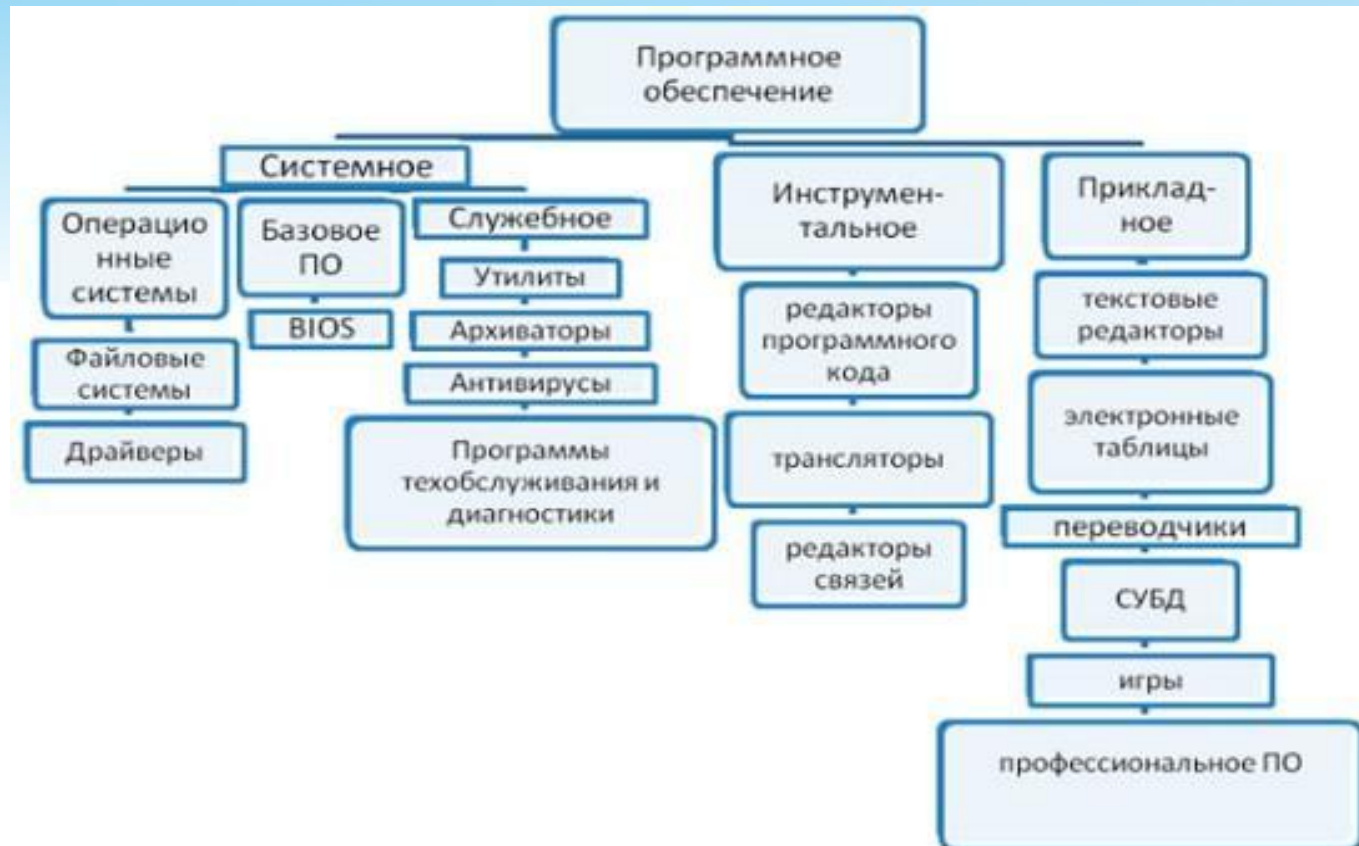 Программное
обеспечение
Системное
Операцио
нные
системы
Файловые
системы
Драйверы
Базовое
ПО
BIOS
Служебное
Утилиты
Архиваторы
Антивирусы
Программы
техобслуживания и
диагностики
Инструмен-
тальное
редакторы
программного
кода
трансляторы
редакторы
связей
Приклад-
ное
текстовые
редакторы
электронные
таблицы
переводчики
СУБД
игры
профессиональное ПО